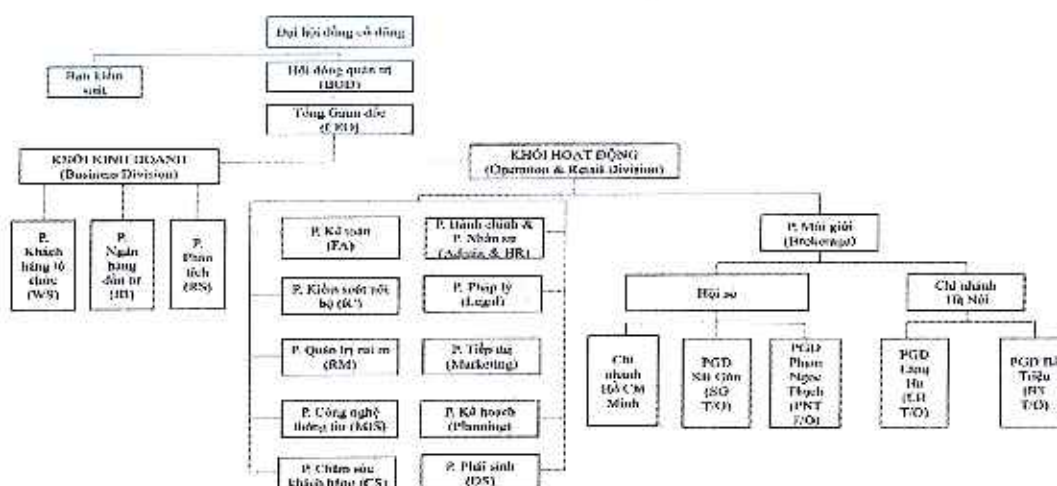 Đại hội đồng cổ đông
Ban kiểm
soát
Hội đồng quản trị
(BOD)
Tổng Giám đốc
(CEO)
KHỐI KINH DOANH
(Business Division)
KHỐI HOẠT ĐỘNG
(Operation & Retail Division)
P.
Khách
hàng tổ
chức
(WS)
P.
Ngân
hàng
đầu tư
(IB)
P.
Phân
tích
(RS)
P. Kế toán
(FA)
P. Hành chính &
P. Nhân sự
(Admin & HR)
P. Môi giới
(Brokerage)
P. Kiểm soát nội
bộ (IC)
P. Pháp lý
(Legal)
Hội sở
Chi nhánh
Hà Nội
P. Quản trị rủi ro
(RM)
P. Tiếp thị
(Marketing)
Chi
nhánh
Hồ Chí
Minh
PGD
Sài Gòn
(SG
T/O)
PGD
Phạm
Ngọc
Thạch
(PNT
T/O)
PGD
Láng
Hạ
(LH
T/O)
PGD Bà
Triệu
(BT
T/O)
P. Công nghệ
thông tin (MIS)
P. Kế hoạch
(Planning)
P. Chăm sóc
khách hàng (CS)
P. Phái sinh
(DS)